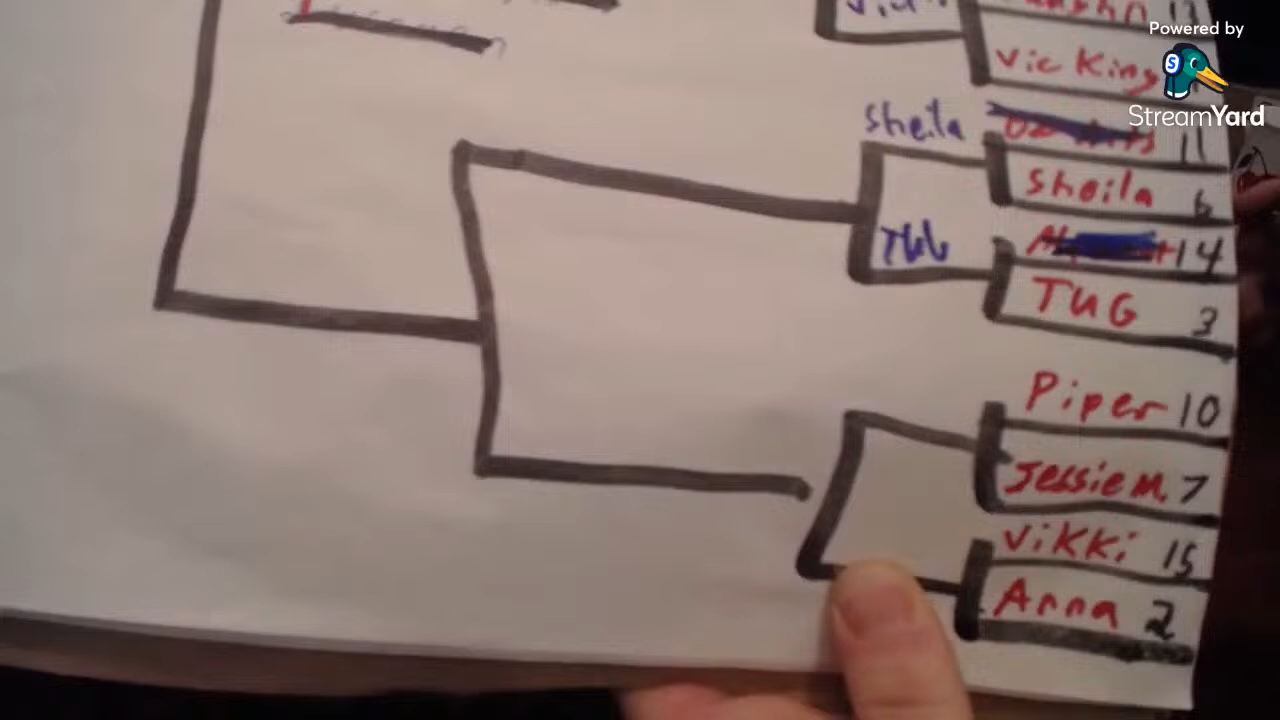 Powered by
StreamYard
Vic King
Sheila
11
Sheila 6
TUG
14
TUG 3
Piper 10
Jessie M. 7
Vikki 15
Anna 2